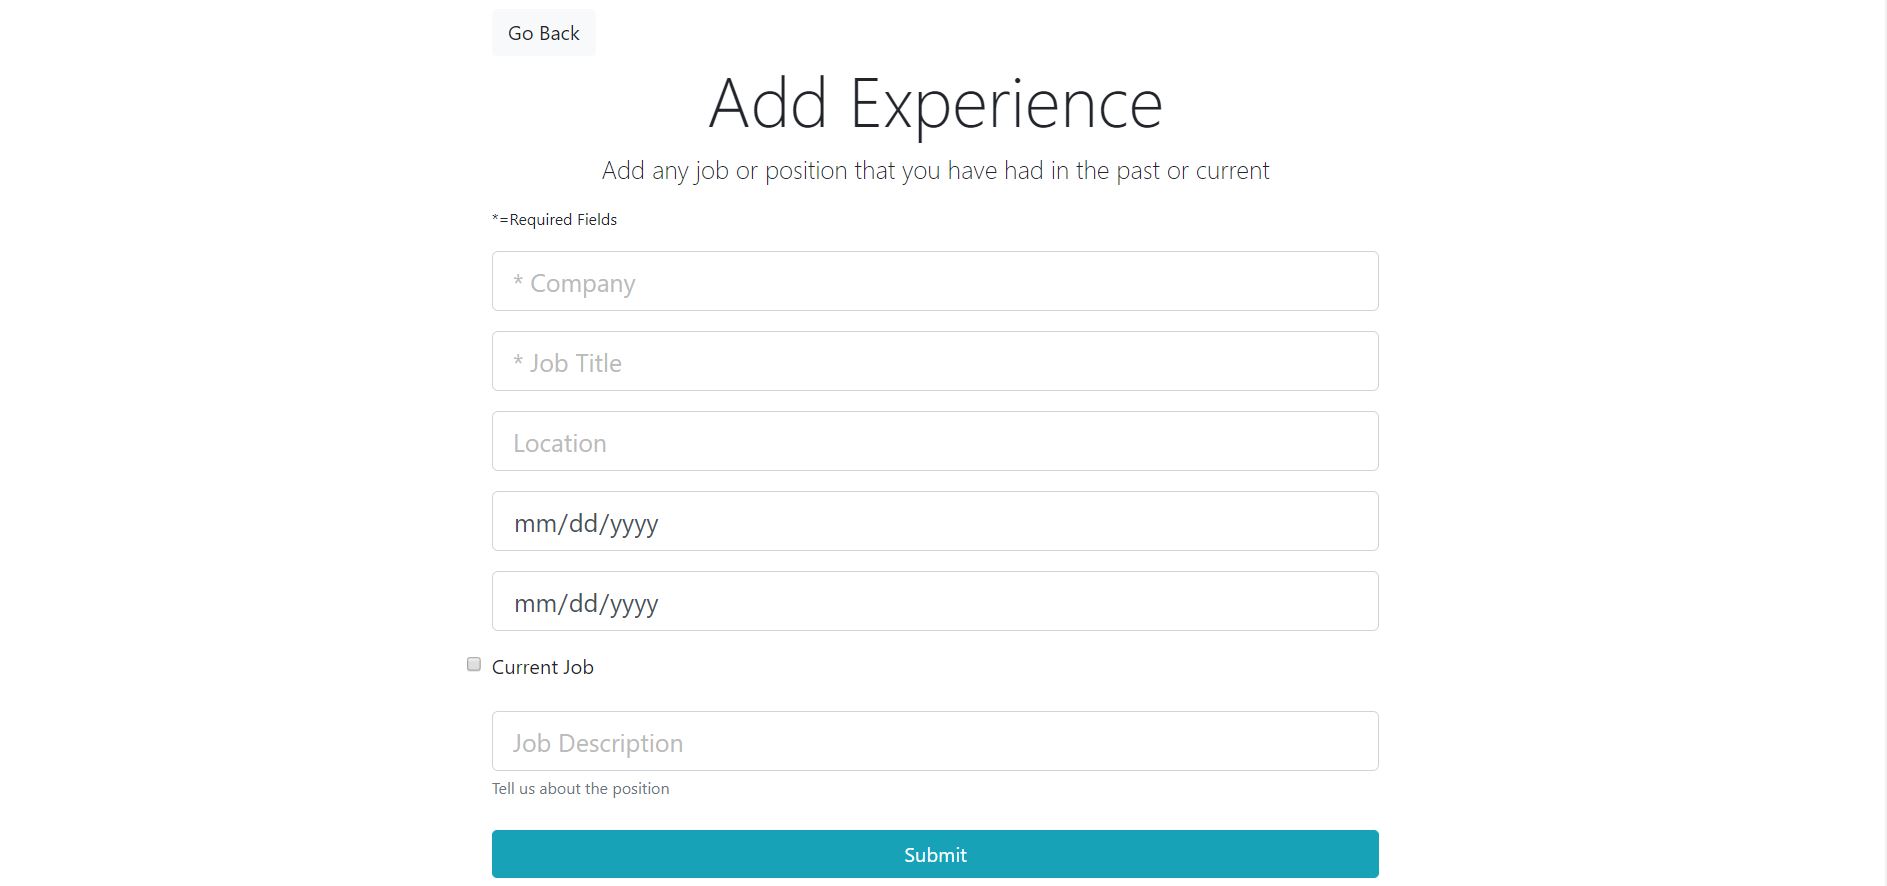 Go Back
Add Experience
Add any job or position that you have had in the past or current
*=Required Fields
* Company
* Job Title
Location
mm/dd/yyyy
mm/dd/yyyy
Current Job
Job Description
Tell us about the position
Submit